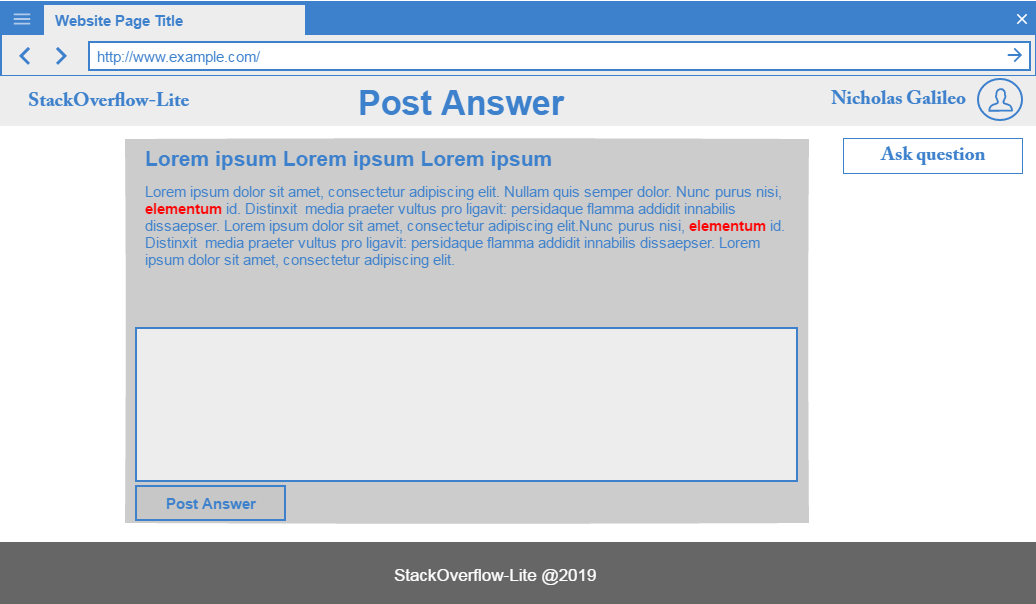 Website Page Title
http://www.example.com/
StackOverflow-Lite
Post Answer
Nicholas Galileo
Ask question
Lorem ipsum Lorem ipsum Lorem ipsum
Lorem ipsum dolor sit amet, consectetur adipiscing elit. Nullam quis semper dolor. Nunc purus nisi,
elementum id. Distinxit  media praeter vultus pro ligavit: persidaque flamma addidit innabilis
dissaepser. Lorem ipsum dolor sit amet, consectetur adipiscing elit.Nunc purus nisi, elementum id.
Distinxit  media praeter vultus pro ligavit: persidaque flamma addidit innabilis dissaepser. Lorem
ipsum dolor sit amet, consectetur adipiscing elit.
Post Answer
StackOverflow-Lite @2019